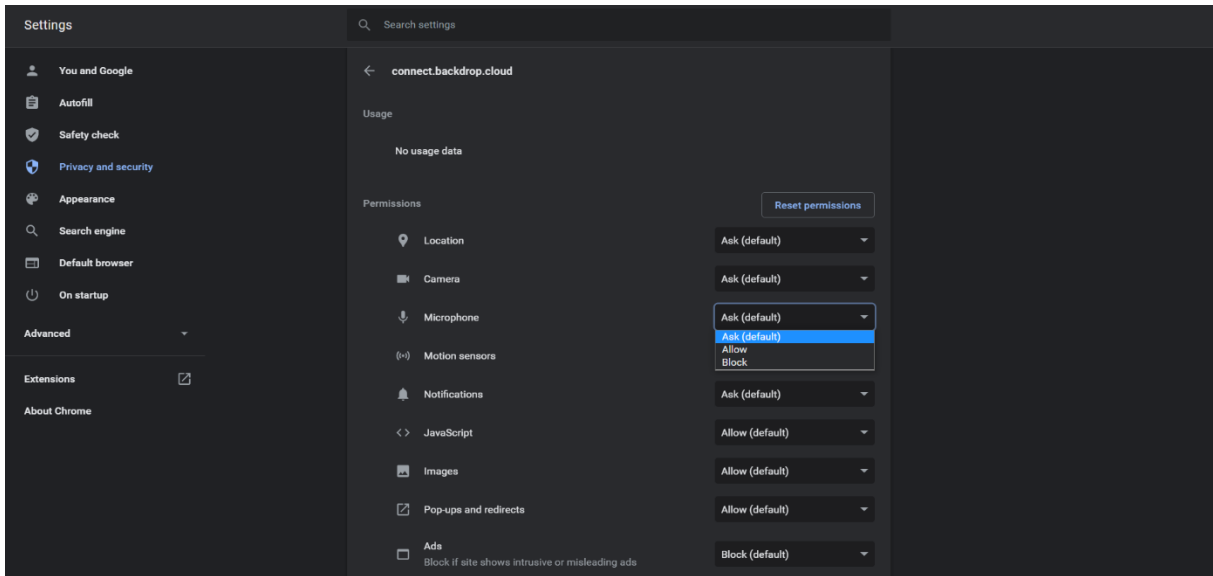 Settings
Search settings
You and Google
Autofill
Safety check
Privacy and security
Appearance
Search engine
Default browser
On startup
Advanced
Extensions
About Chrome
connect.backdrop.cloud
Usage
No usage data
Permissions
Reset permissions
Location Ask (default)
Camera Ask (default)
Microphone Ask (default)
Ask (default)
Allow
Block
Motion sensors
Notifications Ask (default)
JavaScript Allow (default)
Images Allow (default)
Pop-ups and redirects Allow (default)
Ads Block (default)
Block if site shows intrusive or misleading ads